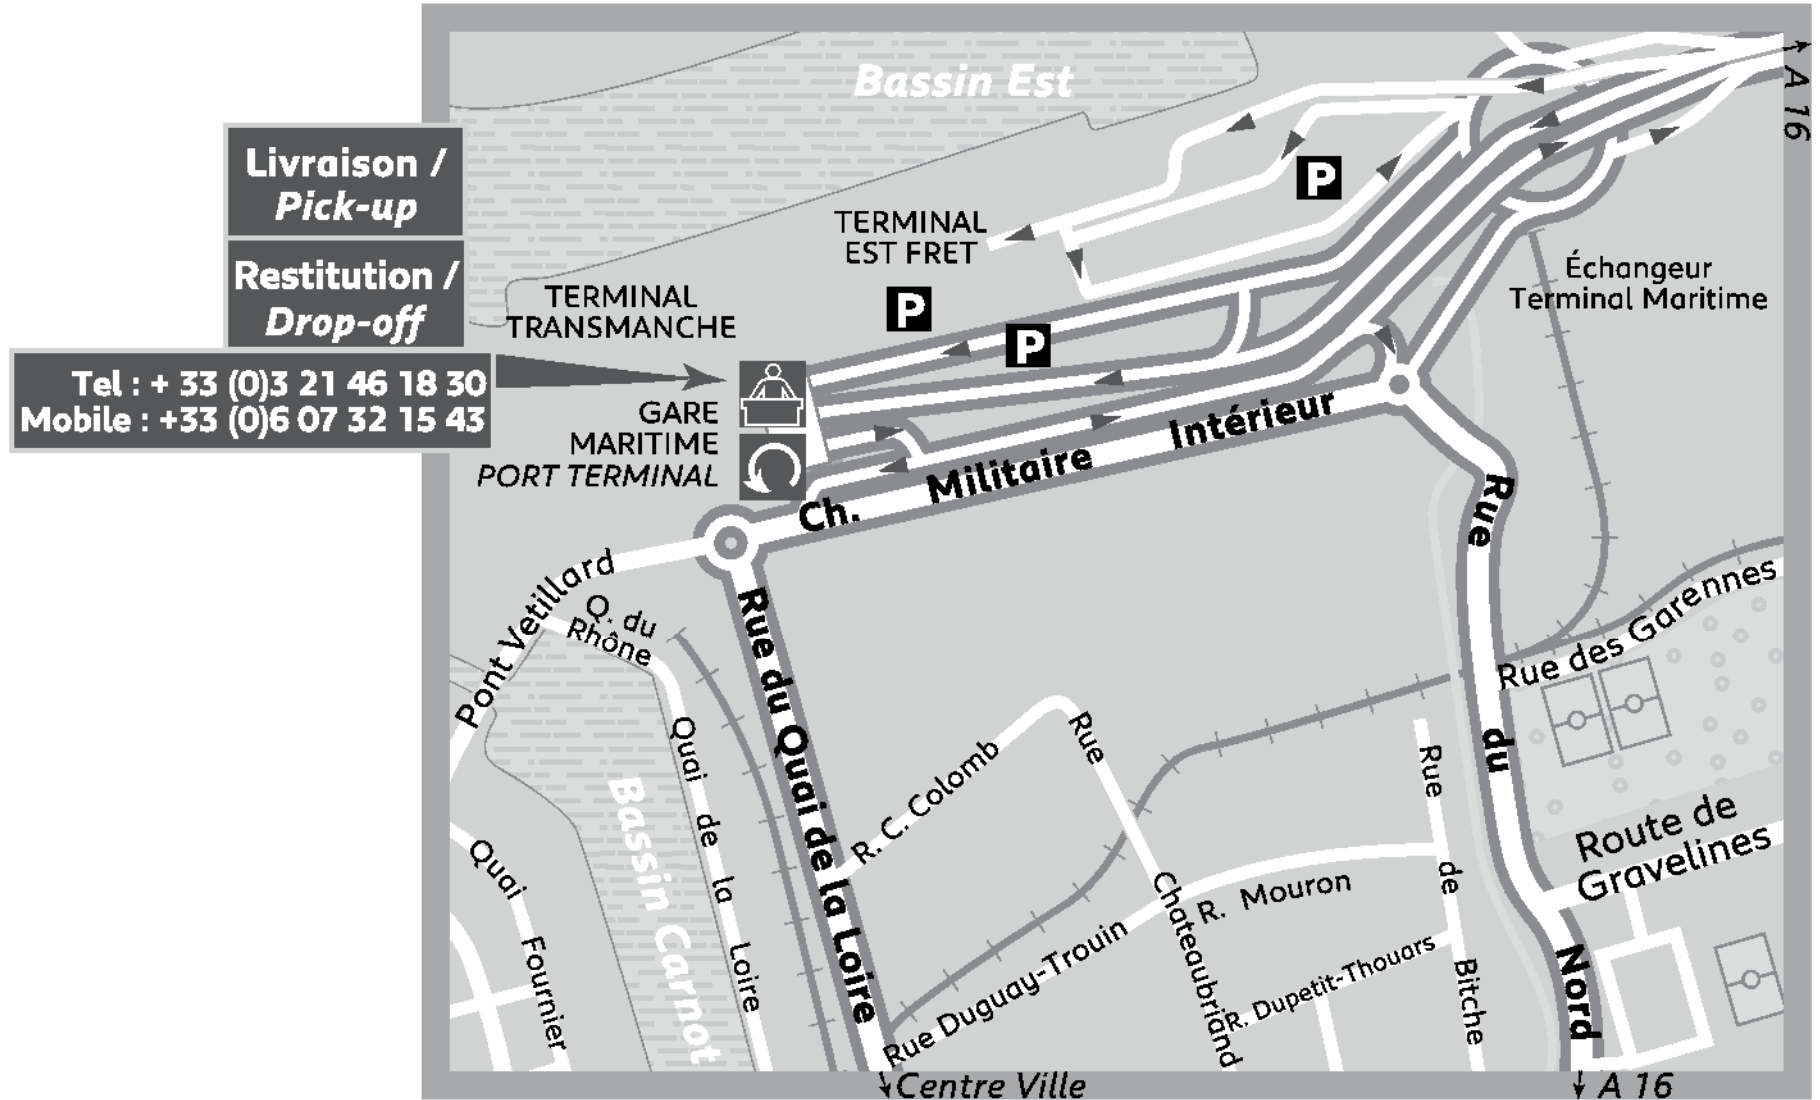 Bassin Est
A 16
Livraison /
Pick-up
Restitution /
Drop-off
Tel : + 33 (0)3 21 46 18 30
Mobile : +33 (0)6 07 32 15 43
P
TERMINAL
EST FRET
P
P
TERMINAL
TRANSMANCHE
Échangeur
Terminal Maritime
GARE
MARITIME
PORT TERMINAL
Ch. Militaire Intérieur
Pont Vetillard
Q. du
Rhône
Rue du Quai de la Loire
Quai de la Loire
Bassin Carnot
Quai Fournier
R. C. Colomb
Rue Chateaubriand
Rue du Nord
Rue des Garennes
Rue de Bitche
Route de
Gravelines
R. Mouron
Rue Duguay-Trouin
R. Dupetit-Thouars
Centre Ville
A 16